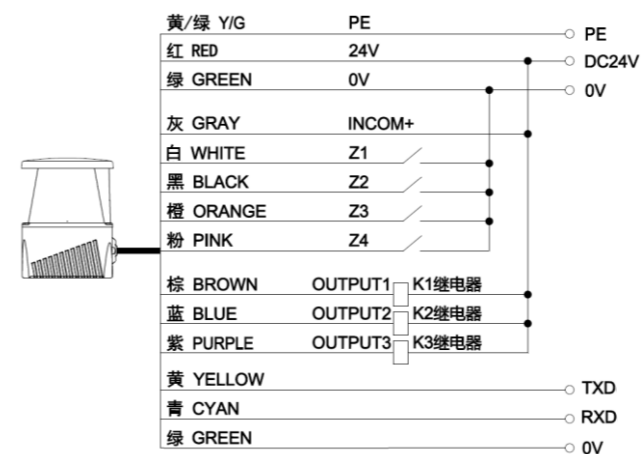 黄/绿 Y/G PE PE
红 RED 24V DC24V
绿 GREEN 0V 0V
灰 GRAY INCOM+
白 WHITE Z1
黑 BLACK Z2
橙 ORANGE Z3
粉 PINK Z4
棕 BROWN OUTPUT1 K1继电器
蓝 BLUE OUTPUT2 K2继电器
紫 PURPLE OUTPUT3 K3继电器
黄 YELLOW TXD
青 CYAN RXD
绿 GREEN 0V